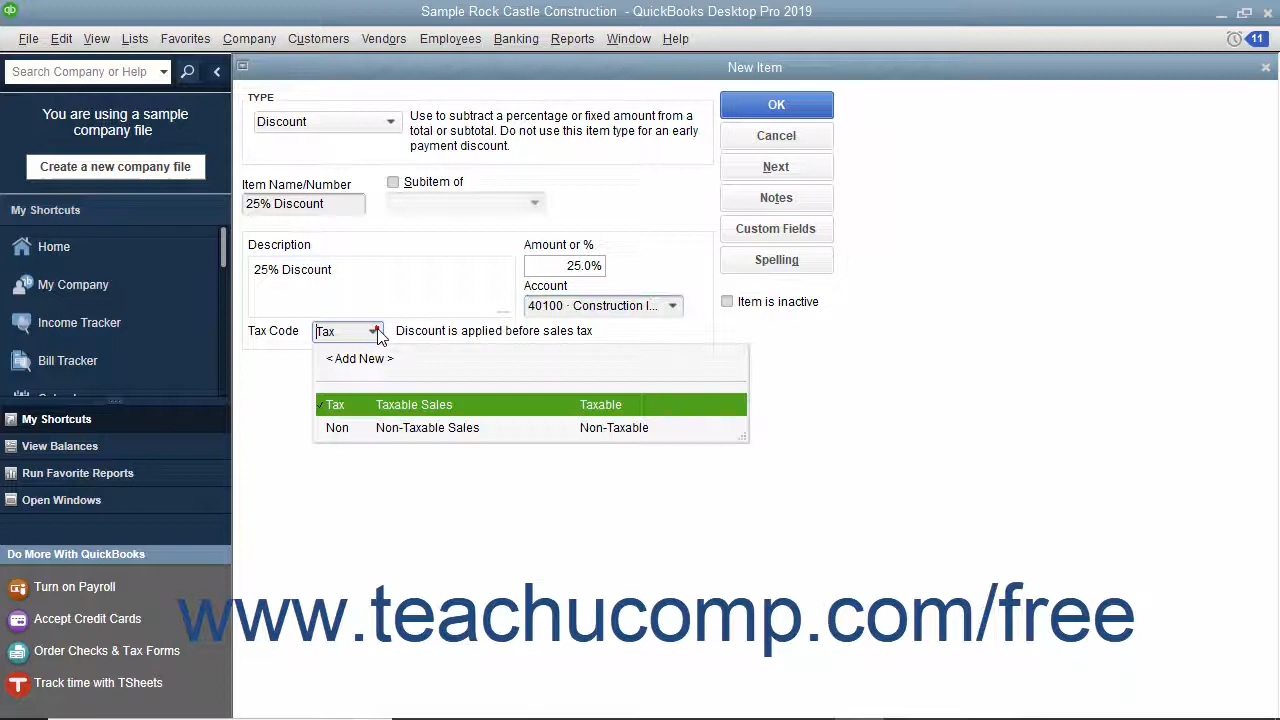 qb
Sample Rock Castle Construction - QuickBooks Desktop Pro 2019
File Edit View Lists Favorites Company Customers Vendors Employees Banking Reports Window Help
11
Search Company or Help
New Item
You are using a sample
company file
Create a new company file
My Shortcuts
Home
My Company
Income Tracker
Bill Tracker
My Shortcuts
View Balances
Run Favorite Reports
Open Windows
Do More With QuickBooks
Turn on Payroll
Accept Credit Cards
Order Checks & Tax Forms
Track time with TSheets
TYPE
Discount
Use to subtract a percentage or fixed amount from a
total or subtotal. Do not use this item type for an early
payment discount.
Item Name/Number
Subitem of
25% Discount
Description
Amount or %
25% Discount
25.0%
Account
40100 · Construction I...
Tax Code
Tax
Discount is applied before sales tax
< Add New >
Tax Taxable Sales Taxable
Non Non-Taxable Sales Non-Taxable
OK
Cancel
Next
Notes
Custom Fields
Spelling
Item is inactive
www.teachucomp.com/free